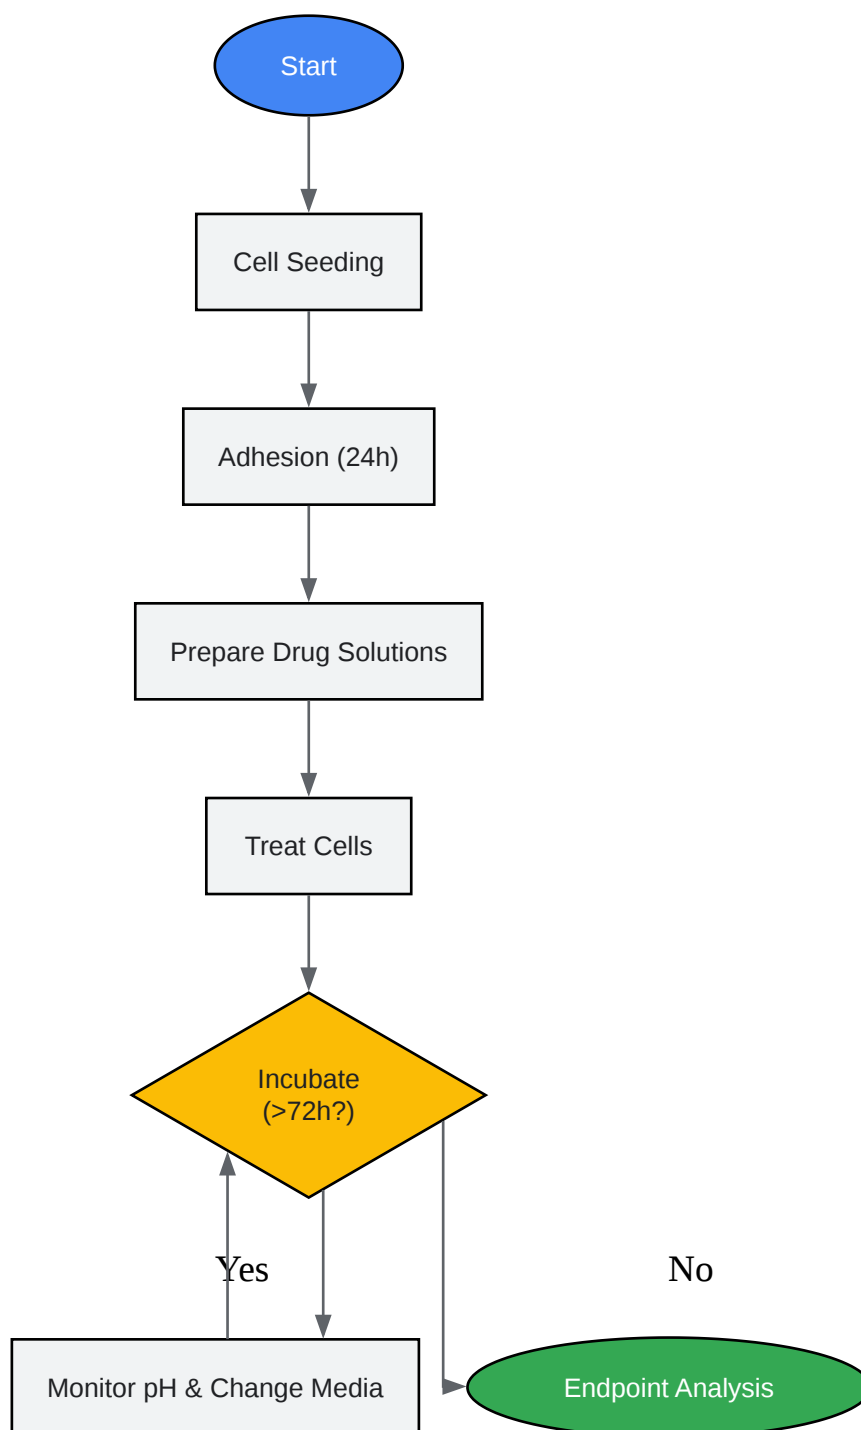 Start
Cell Seeding
Adhesion (24h)
Prepare Drug Solutions
Treat Cells
Incubate
(>72h?)
Yes
No
Monitor pH & Change Media
Endpoint Analysis